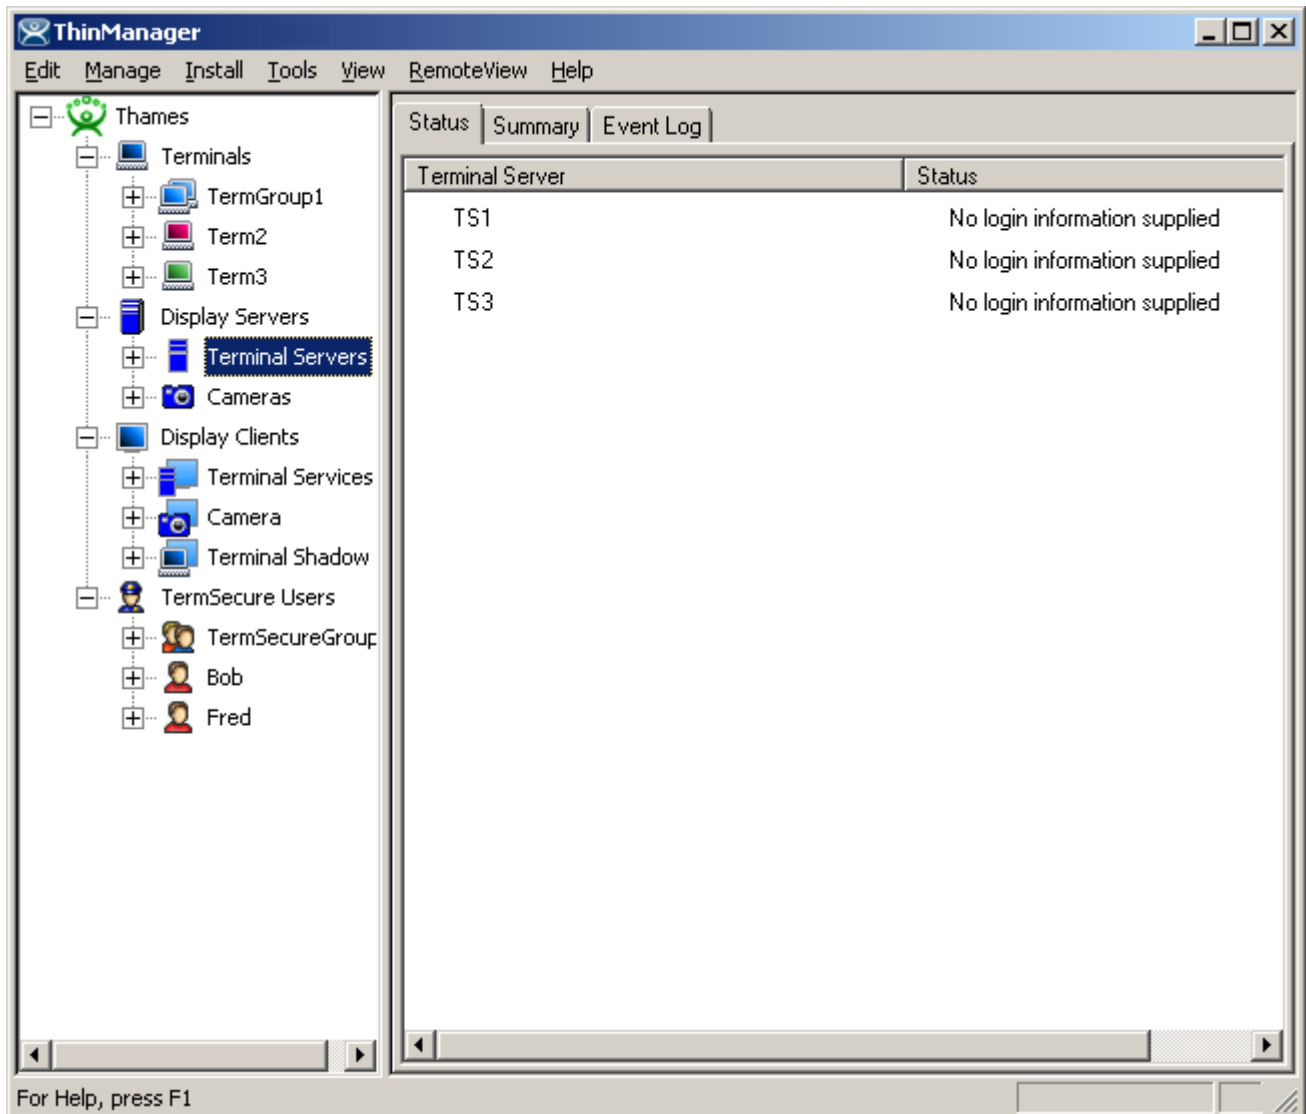 ThinManager
Edit Manage Install Tools View RemoteView Help
Thames
Terminals
TermGroup1
Term2
Term3
Display Servers
Terminal Servers
Cameras
Display Clients
Terminal Services
Camera
Terminal Shadow
TermSecure Users
TermSecureGroup
Bob
Fred
Status Summary Event Log
Terminal Server Status
TS1 No login information supplied
TS2 No login information supplied
TS3 No login information supplied
For Help, press F1